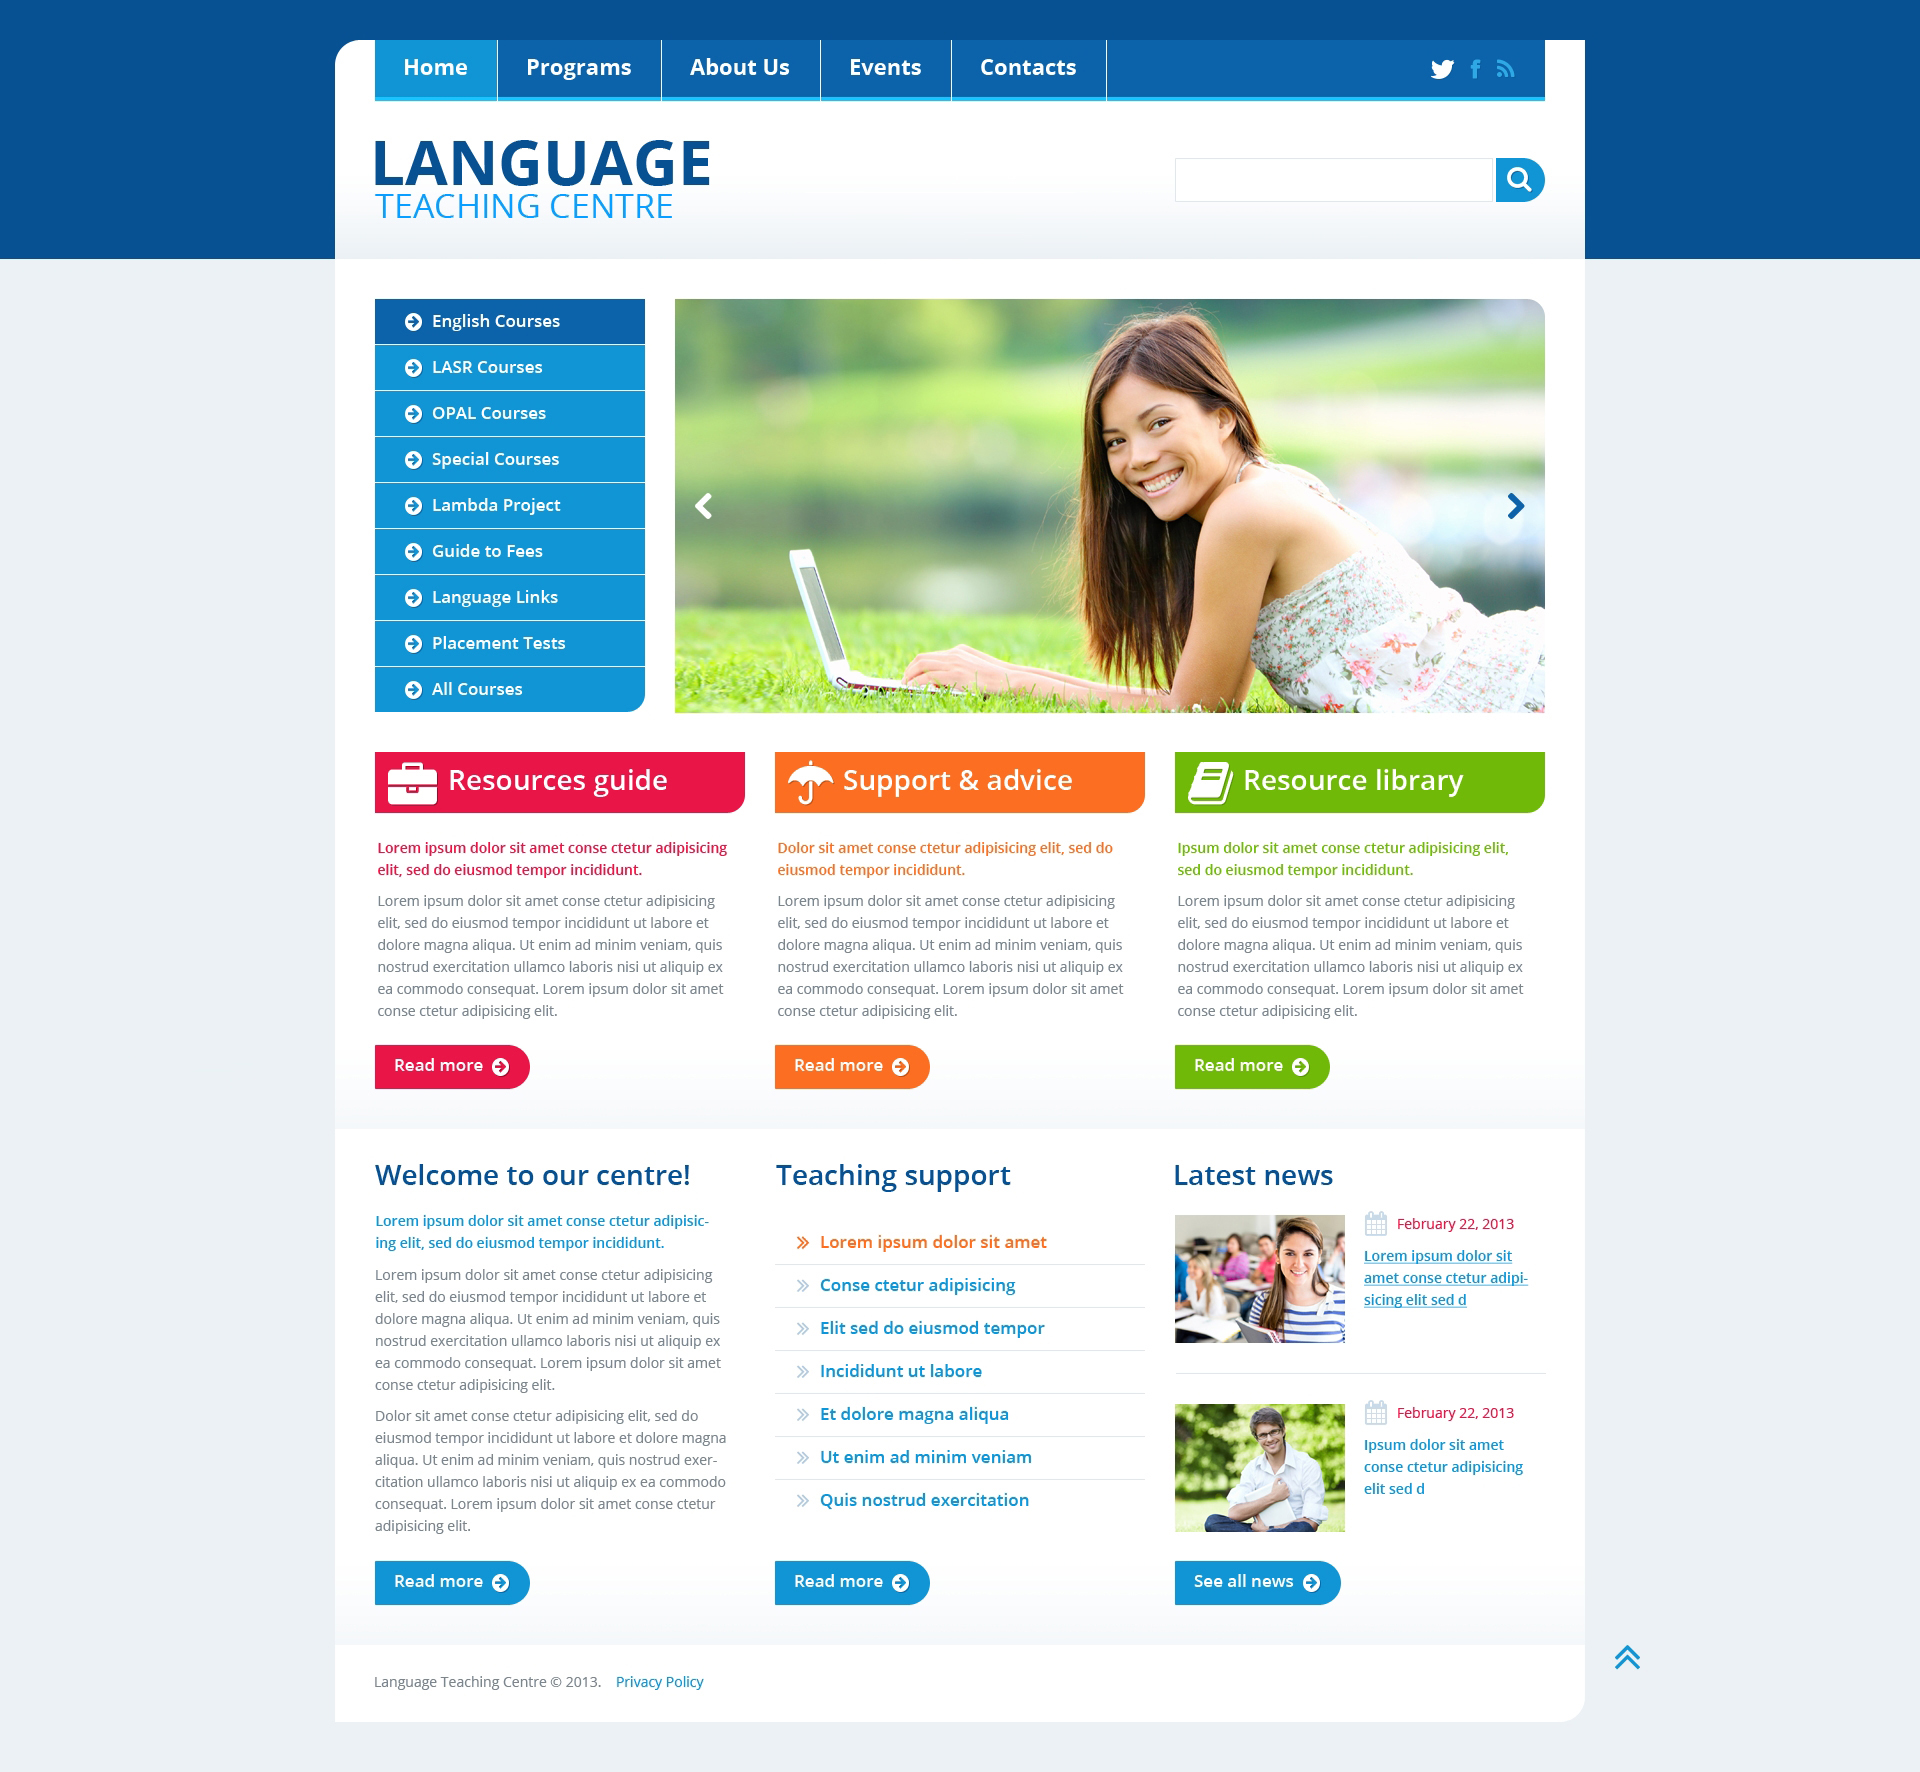 Home
Programs
About Us
Events
Contacts
LANGUAGE
TEACHING CENTRE
English Courses
LASR Courses
OPAL Courses
Special Courses
Lambda Project
Guide to Fees
Language Links
Placement Tests
All Courses
Resources guide
Lorem ipsum dolor sit amet conse ctetur adipisicing
elit, sed do eiusmod tempor incididunt.
Lorem ipsum dolor sit amet conse ctetur adipisicing
elit, sed do eiusmod tempor incididunt ut labore et
dolore magna aliqua. Ut enim ad minim veniam, quis
nostrud exercitation ullamco laboris nisi ut aliquip ex
ea commodo consequat. Lorem ipsum dolor sit amet
conse ctetur adipisicing elit.
Read more
Support & advice
Dolor sit amet conse ctetur adipisicing elit, sed do
eiusmod tempor incididunt.
Lorem ipsum dolor sit amet conse ctetur adipisicing
elit, sed do eiusmod tempor incididunt ut labore et
dolore magna aliqua. Ut enim ad minim veniam, quis
nostrud exercitation ullamco laboris nisi ut aliquip ex
ea commodo consequat. Lorem ipsum dolor sit amet
conse ctetur adipisicing elit.
Read more
Resource library
Ipsum dolor sit amet conse ctetur adipisicing elit,
sed do eiusmod tempor incididunt.
Lorem ipsum dolor sit amet conse ctetur adipisicing
elit, sed do eiusmod tempor incididunt ut labore et
dolore magna aliqua. Ut enim ad minim veniam, quis
nostrud exercitation ullamco laboris nisi ut aliquip ex
ea commodo consequat. Lorem ipsum dolor sit amet
conse ctetur adipisicing elit.
Read more
Welcome to our centre!
Lorem ipsum dolor sit amet conse ctetur adipisic-
ing elit, sed do eiusmod tempor incididunt.
Lorem ipsum dolor sit amet conse ctetur adipisicing
elit, sed do eiusmod tempor incididunt ut labore et
dolore magna aliqua. Ut enim ad minim veniam, quis
nostrud exercitation ullamco laboris nisi ut aliquip ex
ea commodo consequat. Lorem ipsum dolor sit amet
conse ctetur adipisicing elit.
Dolor sit amet conse ctetur adipisicing elit, sed do
eiusmod tempor incididunt ut labore et dolore magna
aliqua. Ut enim ad minim veniam, quis nostrud exer-
citation ullamco laboris nisi ut aliquip ex ea commodo
consequat. Lorem ipsum dolor sit amet conse ctetur
adipisicing elit.
Read more
Teaching support
Lorem ipsum dolor sit amet
Conse ctetur adipisicing
Elit sed do eiusmod tempor
Incididunt ut labore
Et dolore magna aliqua
Ut enim ad minim veniam
Quis nostrud exercitation
Read more
Latest news
February 22, 2013
Lorem ipsum dolor sit
amet conse ctetur adipi-
sicing elit sed d
February 22, 2013
Ipsum dolor sit amet
conse ctetur adipisicing
elit sed d
See all news
Language Teaching Centre © 2013.
Privacy Policy